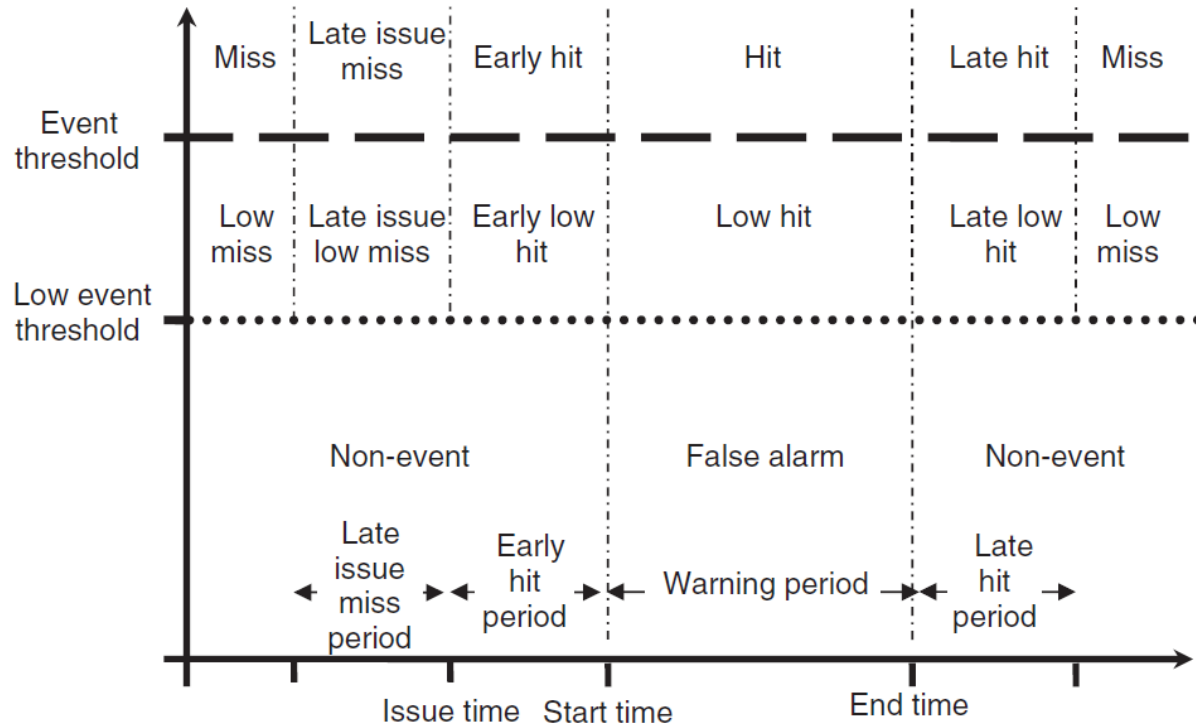 Miss
Late issue
miss
Early hit
Hit
Late hit
Miss
Event
threshold
Low
miss
Late issue
low miss
Early low
hit
Low hit
Late low
hit
Low
miss
Low event
threshold
Non-event
False alarm
Non-event
Late
issue
miss
period
Early
hit
period
Warning period
Late
hit
period
Issue time
Start time
End time